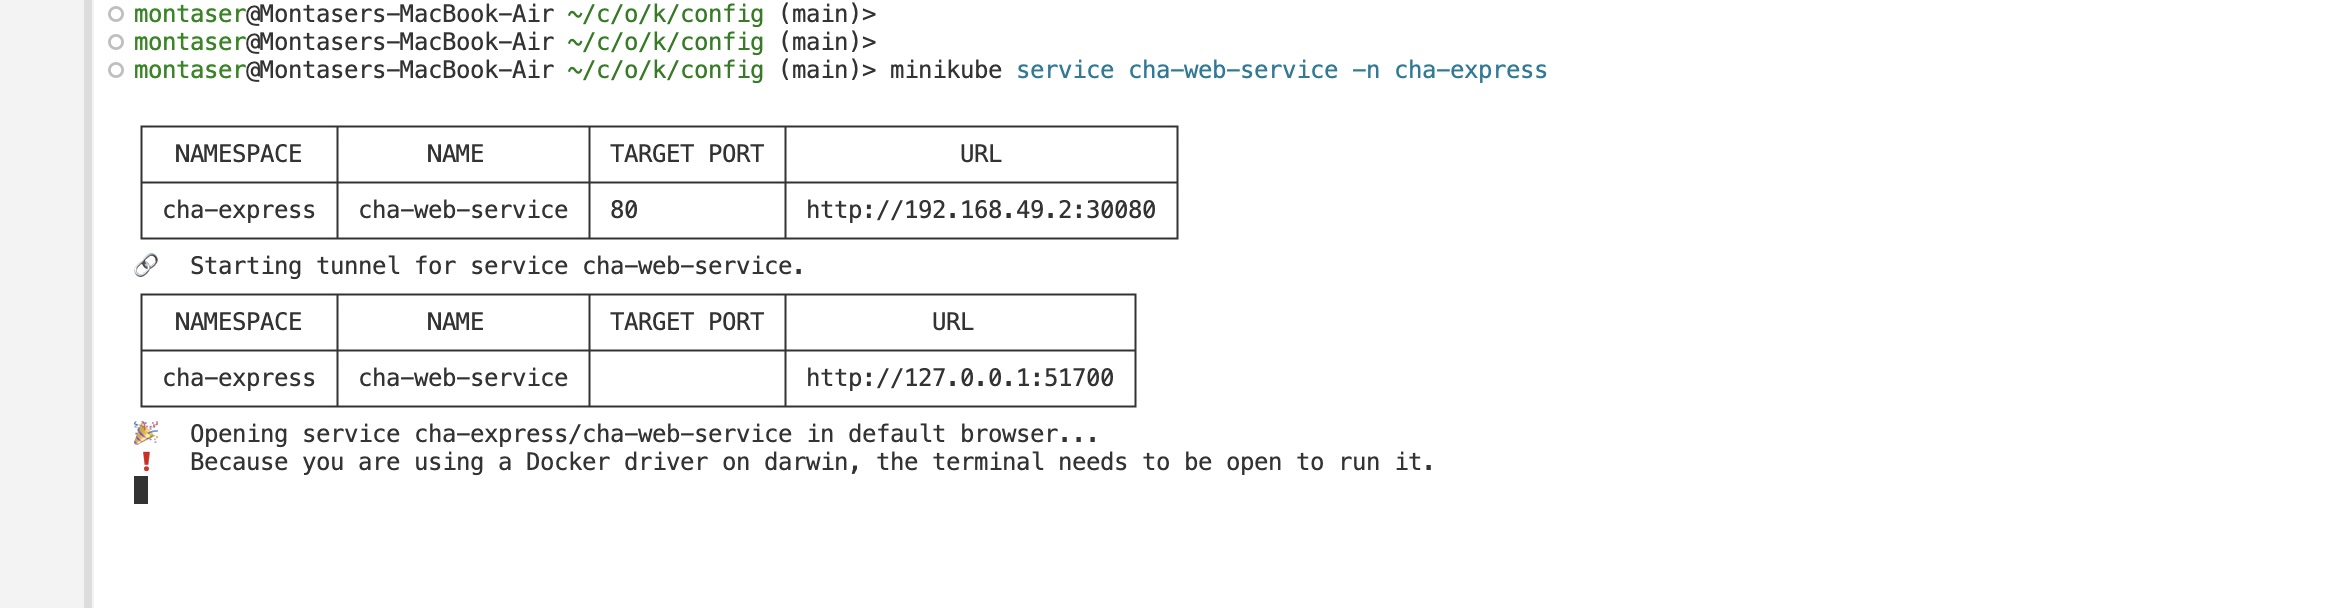 montaser@Montasers-MacBook-Air ~/c/o/k/config (main)>
montaser@Montasers-MacBook-Air ~/c/o/k/config (main)>
montaser@Montasers-MacBook-Air ~/c/o/k/config (main)> minikube service cha-web-service -n cha-express
NAMESPACE NAME TARGET PORT URL
cha-express cha-web-service 80 http://192.168.49.2:30080
🔗 Starting tunnel for service cha-web-service.
NAMESPACE NAME TARGET PORT URL
cha-express cha-web-service http://127.0.0.1:51700
🎉 Opening service cha-express/cha-web-service in default browser...
❗ Because you are using a Docker driver on darwin, the terminal needs to be open to run it.